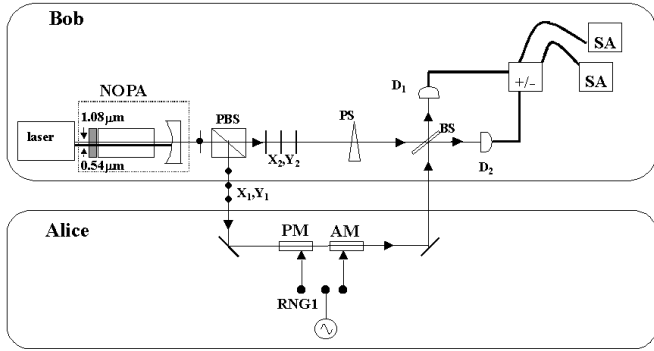 Bob
SA
SA
+/-
NOPA
D1
1.08μm
PBS
PS
BS
laser
X2,Y2
D2
0.54μm
X1,Y1
Alice
PM
AM
RNG1